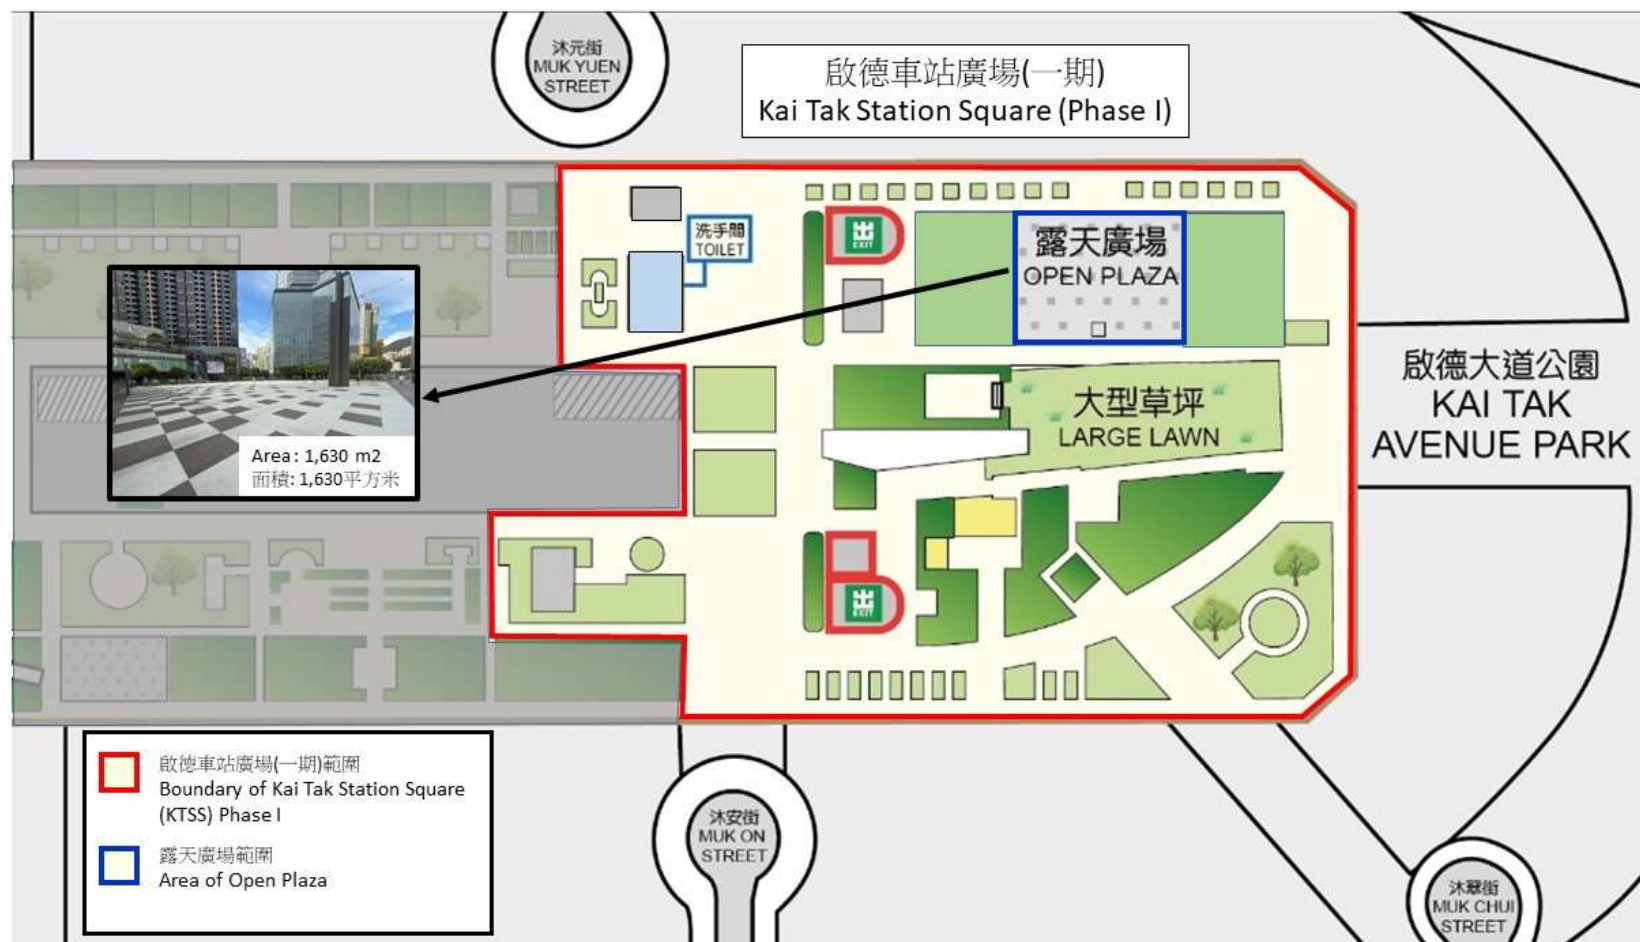 沐元街
MUK YUEN
STREET
啟德車站廣場(一期)
Kai Tak Station Square (Phase I)
洗手間
TOILET
出
EXIT
露天廣場
OPEN PLAZA
Area : 1,630 m2
面積: 1,630平方米
大型草坪
LARGE LAWN
啟德大道公園
KAI TAK
AVENUE PARK
出
EXIT
啟德車站廣場(一期)範圍
Boundary of Kai Tak Station Square
(KTSS) Phase I
露天廣場範圍
Area of Open Plaza
沐安街
MUK ON
STREET
沐翠街
MUK CHUI
STREET